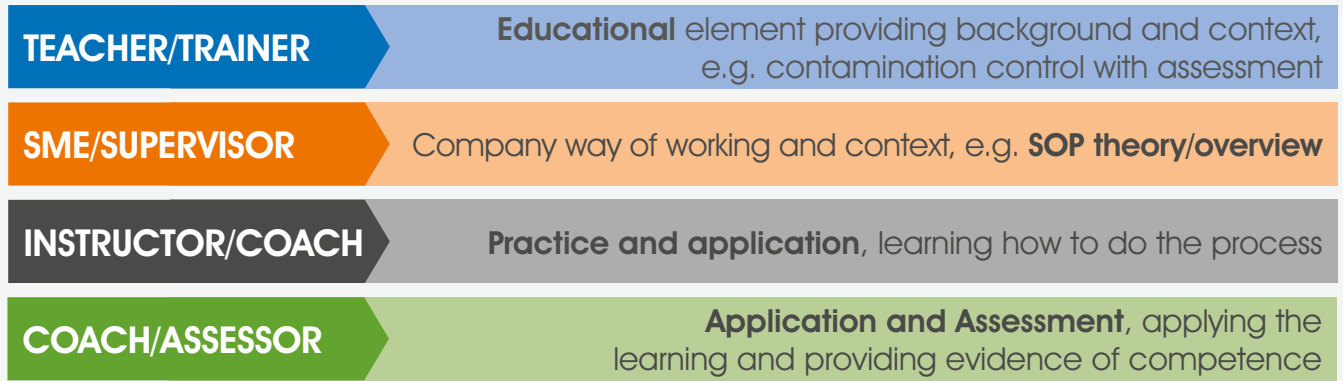 TEACHER/TRAINER
Educational element providing background and context,
e.g. contamination control with assessment
SME/SUPERVISOR
Company way of working and context, e.g. SOP theory/overview
INSTRUCTOR/COACH
Practice and application, learning how to do the process
COACH/ASSESSOR
Application and Assessment, applying the
learning and providing evidence of competence